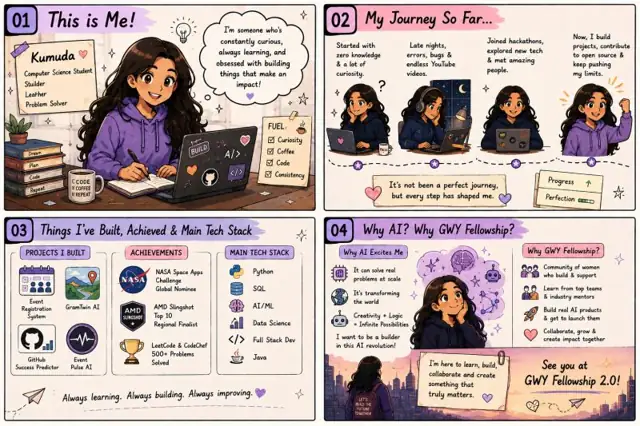 01 This is Me!
Kumuda
Computer Science Student
Stuilder
Leather
Problem Solver
I'm someone who's
constantly curious,
always learning, and
obsessed with building
things that make an
impact!
FUEL:
Curiosity
Coffee
Code
Consistency
Dream
Plan
Code
Repeat
CODE
COFFEE
REPEAT
BUILD
A/>
</>
02 My Journey So Far...
Started with
zero knowledge
& a lot of
curiosity.
Late nights,
errors, bugs &
endless YouTube
videos.
Joined hackathons,
explored new tech
& met amazing
people.
Now, I build
projects, contribute
to open source &
keep pushing
my limits.
?
It's not been a perfect journey,
but every step has shaped me.
Progress ↑
Perfection
03 Things I've Built, Achieved & Main Tech Stack
PROJECTS I BUILT
Event
Registration
System
GramTwin AI
GitHub
Success Predictor
Event
Pulse AI
ACHIEVEMENTS
NASA
NASA Space Apps
Challenge
Global Nominee
AMD
SLINGSHOT
AMD Slingshot
Top 10
Regional Finalist
LeetCode & CodeChef
500+ Problems
Solved
MAIN TECH STACK
Python
SQL
AI/ML
Data Science
</> Full Stack Dev
Java
Always learning. Always building. Always improving.
04 Why AI? Why GWY Fellowship?
Why AI Excites Me
It can solve real
problems at scale
It's transforming
the world
Creativity + Logic
= Infinite Possibilities
I want to be a builder
in this AI revolution!
Why GWY Fellowship?
Community of women
who build & support
Learn from top teams
& industry mentors
Build real AI products
& get to launch them
Collaborate, grow &
create impact together
LET'S
BUILD THE
FUTURE
TOGETHER
I'm here to learn, build,
collaborate and create
something that
truly matters.
See you at
GWY Fellowship 2.0!